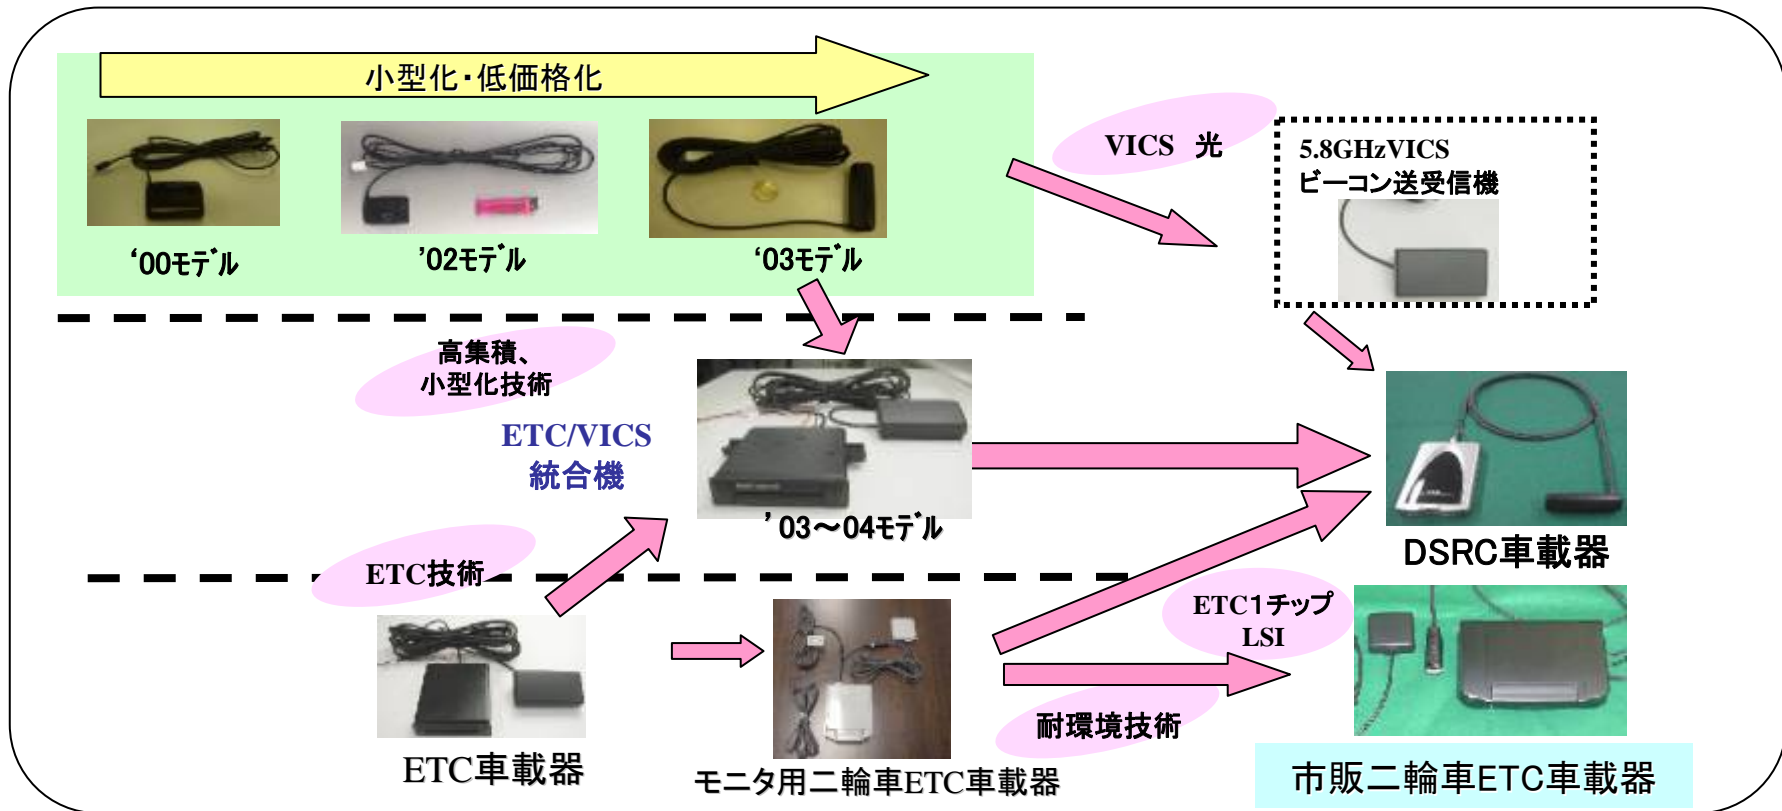 小型化・低価格化
‘00モデル
’02モデル
’03モデル
VICS 光
5.8GHzVICS
ビーコン送受信機
高集積、
小型化技術
ETC/VICS
統合機
’03～04モデル
DSRC車載器
ETC技術
ETC車載器
モニタ用二輪車ETC車載器
ETC1チップ
LSI
耐環境技術
市販二輪車ETC車載器